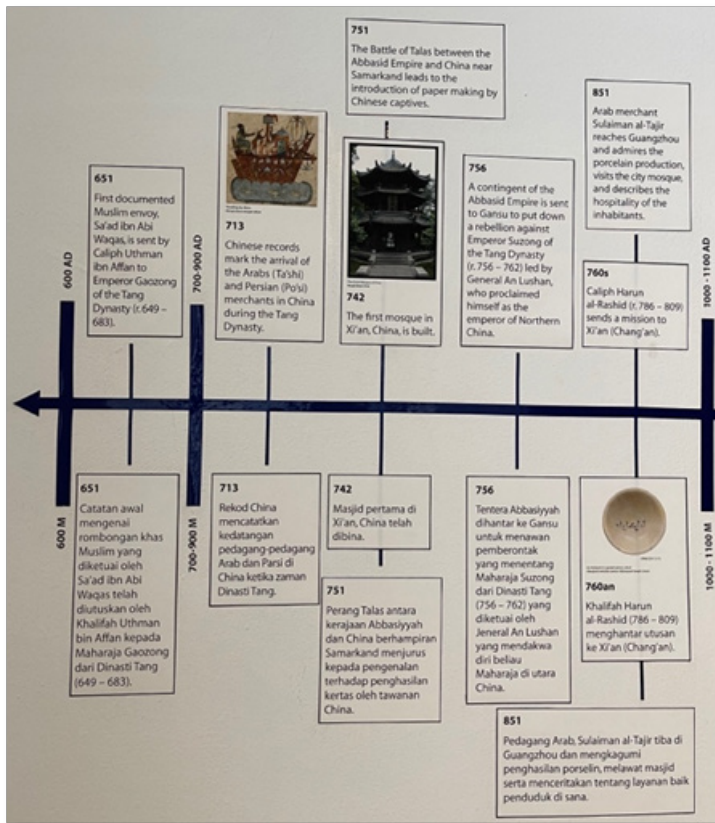 751
The Battle of Talas between the
Abbasid Empire and China near
Samarkand leads to the
introduction of paper making by
Chinese captives.
851
Arab merchant
Sulaiman al-Tajir
reaches Guangzhou
and admires the
porcelain production,
visits the city mosque,
and describes the
hospitality of the
inhabitants.
651
First documented
Muslim envoy,
Sa'ad ibn Abi
Waqas, is sent by
Caliph Uthman
ibn Affan to
Emperor Gaozong
of the Tang
Dynasty (r.649 –
683).
713
Chinese records
mark the arrival of
the Arabs (Ta'shi)
and Persian (Po'si)
merchants in China
during the Tang
Dynasty.
742
The first mosque in
Xi'an, China, is built.
756
A contingent of the
Abbasid Empire is sent
to Gansu to put down
a rebellion against
Emperor Suzong of
the Tang Dynasty
(r.756 – 762) led by
General An Lushan,
who proclaimed
himself as the
emperor of Northern
China.
760s
Caliph Harun
al-Rashid (r.786 – 809)
sends a mission to
Xi'an (Chang'an).
600 AD
700-900 AD
1000 -1100 AD
600 M
700-900 M
1000 -1100 M
651
Catatan awal
mengenai
rombongan khas
Muslim yang
diketuai oleh
Sa'ad ibn Abi
Waqas telah
diutuskan oleh
Khalifah Uthman
bin Affan kepada
Maharaja Gaozong
dari Dinasti Tang
(649 – 683).
713
Rekod China
mencatatkan
kedatangan
pedagang-pedagang
Arab dan Parsi di
China ketika zaman
Dinasti Tang.
742
Masjid pertama di
Xi'an, China telah
dibina.
751
Perang Talas antara
kerajaan Abbasiyyah
dan China berhampiran
Samarkand menjurus
kepada pengenalan
terhadap penghasilan
kertas oleh tawanan
China.
756
Tentera Abbasiyyah
dihantar ke Gansu
untuk menawan
pemberontak
yang menentang
Maharaja Suzong
dari Dinasti Tang
(756 – 762) yang
diketuai oleh
Jeneral An Lushan
yang mendakwa
diri beliau
Maharaja di utara
China.
760an
Khalifah Harun
al-Rashid (786 – 809)
menghantar utusan
ke Xi'an (Chang'an).
851
Pedagang Arab, Sulaiman al-Tajir tiba di
Guangzhou dan mengkagumi
penghasilan porselin, melawat masjid
serta menceritakan tentang layanan baik
penduduk di sana.